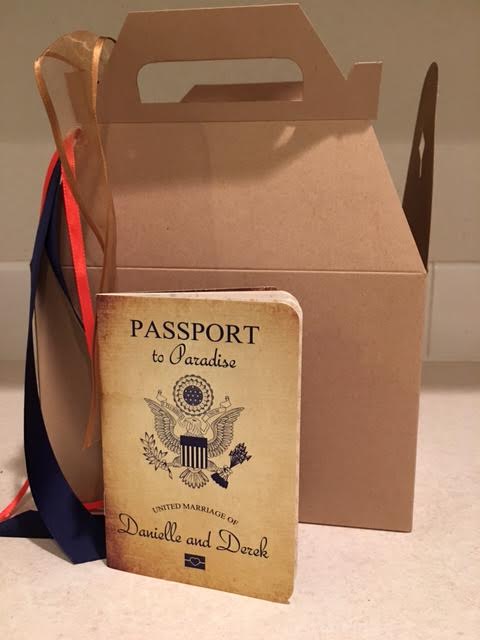 PASSPORT
to Paradise
UNITED MARRIAGE OF
Danielle and Derek